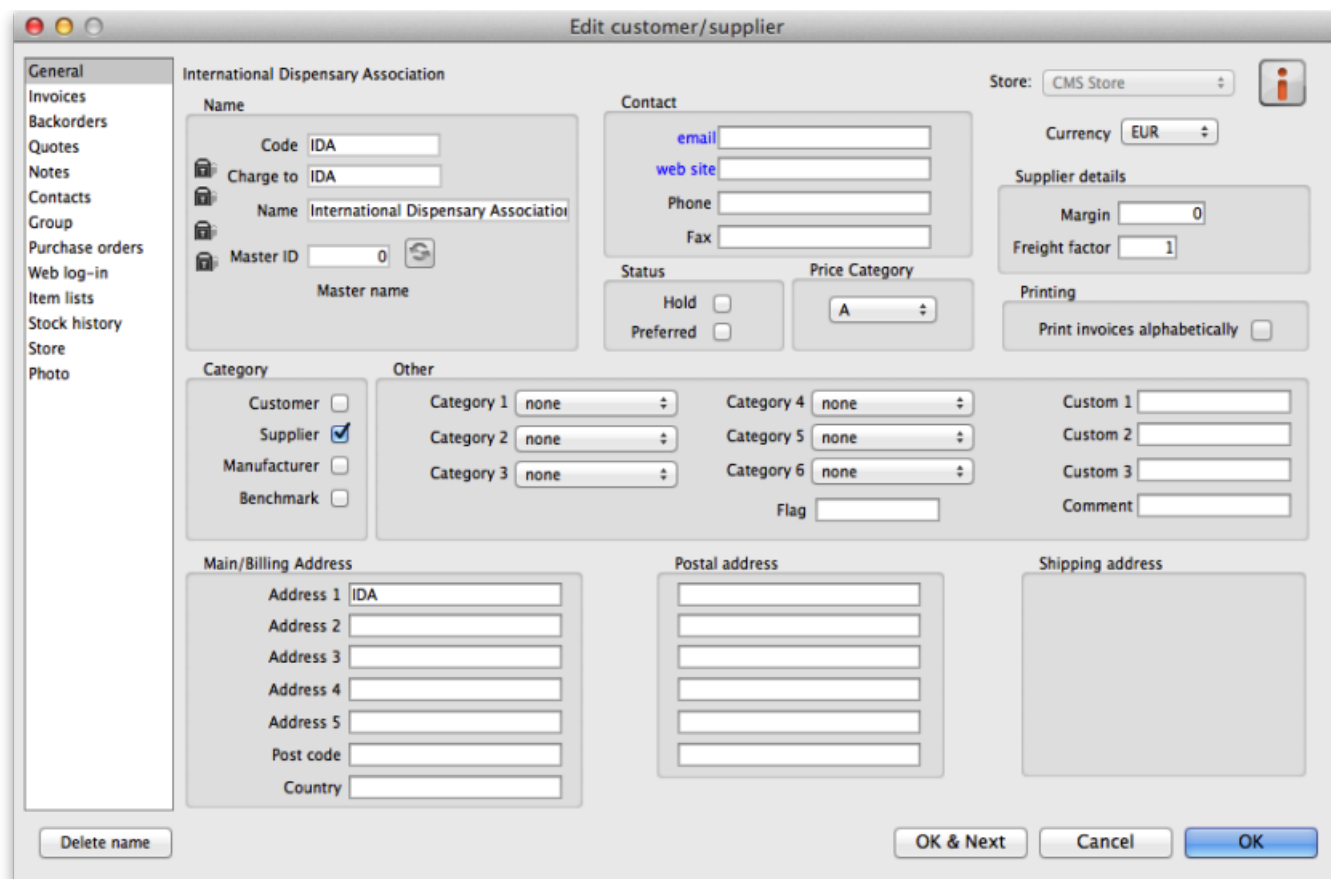 Edit customer/supplier
General
Invoices
Backorders
Quotes
Notes
Contacts
Group
Purchase orders
Web log-in
Item lists
Stock history
Store
Photo
International Dispensary Association
Store: CMS Store
Currency EUR
Name
Code IDA
Charge to IDA
Name International Dispensary Association
Master ID 0
Master name
Contact
email
web site
Phone
Fax
Supplier details
Margin 0
Freight factor 1
Status
Hold
Preferred
Price Category
A
Printing
Print invoices alphabetically
Category
Customer
Supplier
Manufacturer
Benchmark
Other
Category 1 none
Category 2 none
Category 3 none
Category 4 none
Category 5 none
Category 6 none
Flag
Custom 1
Custom 2
Custom 3
Comment
Main/Billing Address
Address 1 IDA
Address 2
Address 3
Address 4
Address 5
Post code
Country
Postal address
Shipping address
Delete name
OK & Next
Cancel
OK